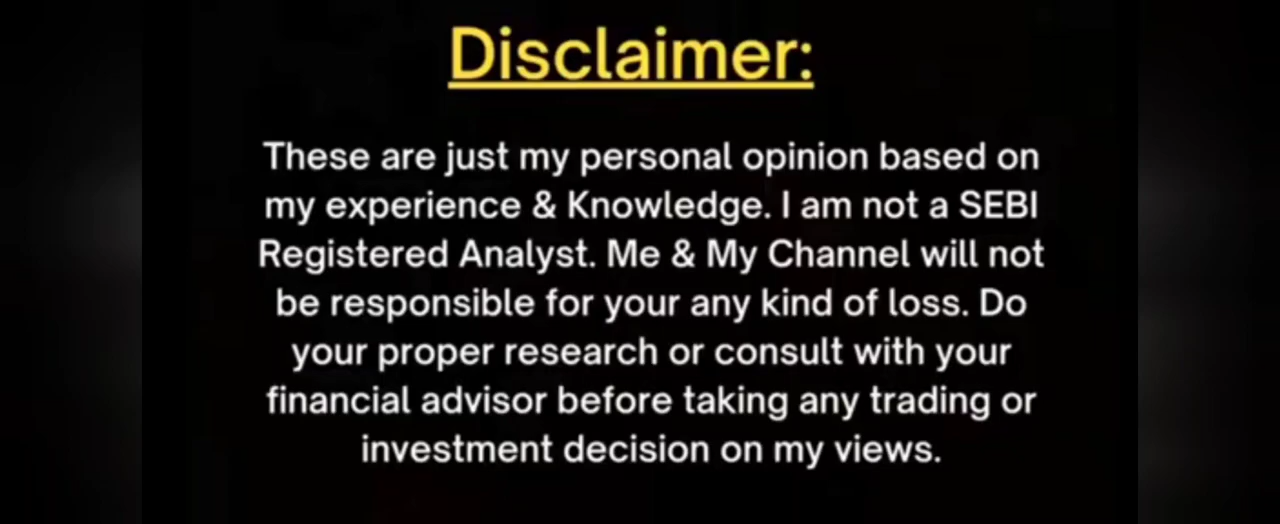 Disclaimer:
These are just my personal opinion based on
my experience & Knowledge. I am not a SEBI
Registered Analyst. Me & My Channel will not
be responsible for your any kind of loss. Do
your proper research or consult with your
financial advisor before taking any trading or
investment decision on my views.